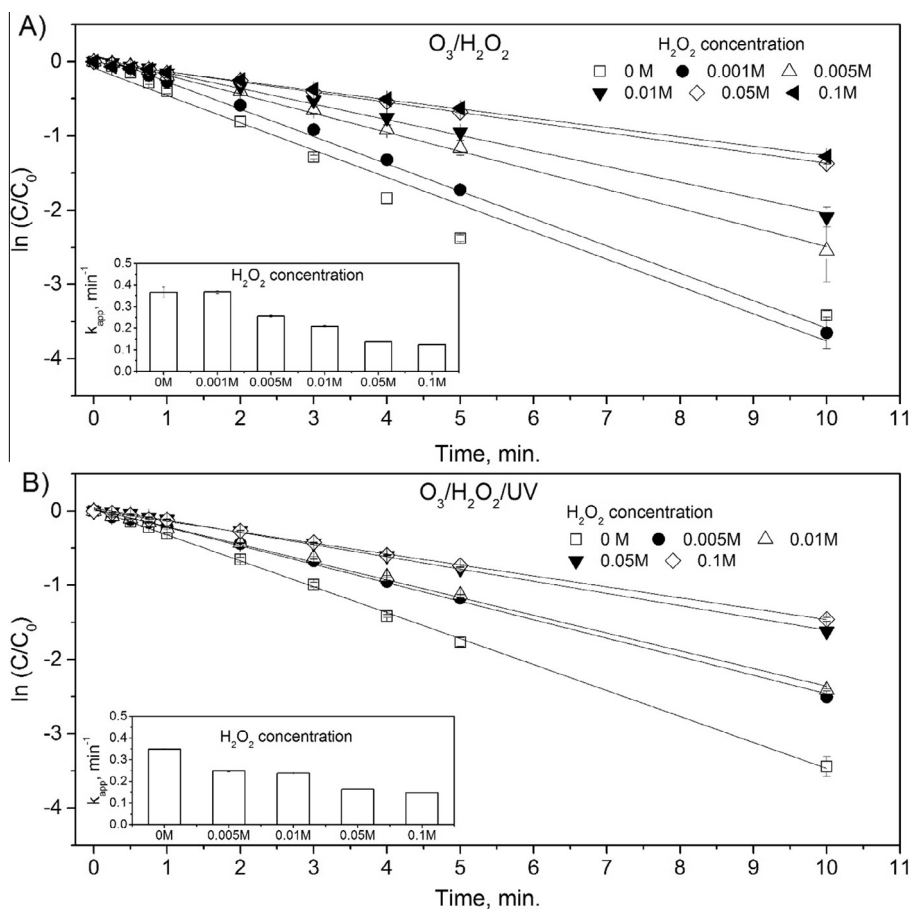 A)
O₃/H₂O₂
H₂O₂ concentration
0 M 0.001M 0.005M
0.01M 0.05M 0.1M
ln (C/C₀)
0
-1
-2
-3
-4
H₂O₂ concentration
kapp, min⁻¹
0.5
0.4
0.3
0.2
0.1
0.0
0M 0.001M 0.005M 0.01M 0.05M 0.1M
0 1 2 3 4 5 6 7 8 9 10 11
Time, min.
B)
O₃/H₂O₂/UV
H₂O₂ concentration
0 M 0.005M 0.01M
0.05M 0.1M
ln (C/C₀)
0
-1
-2
-3
-4
H₂O₂ concentration
kapp, min⁻¹
0.5
0.4
0.3
0.2
0.1
0.0
0M 0.005M 0.01M 0.05M 0.1M
0 1 2 3 4 5 6 7 8 9 10 11
Time, min.